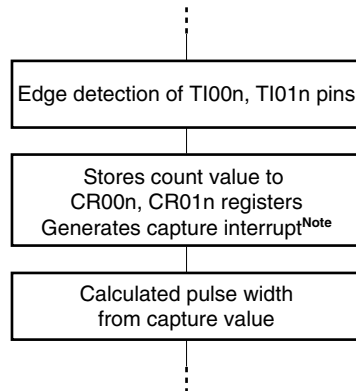 Edge detection of TI00n, TI01n pins
Stores count value to
CR00n, CR01n registers
Generates capture interruptNote
Calculated pulse width
from capture value